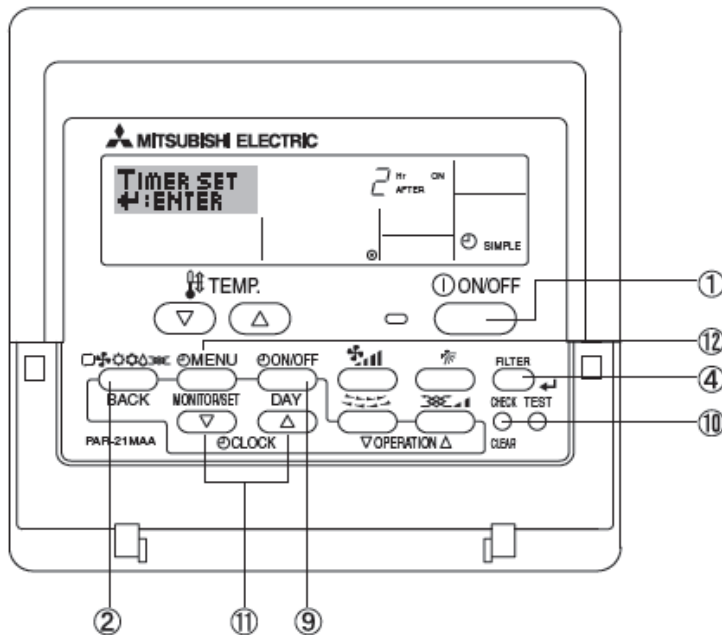 MITSUBISHI ELECTRIC
TIMER SET
↵:ENTER
2 Hr ON
AFTER
SIMPLE
TEMP.
ON/OFF
①
⑫
MENU
ON/OFF
FILTER
④
BACK
MONITOR/SET
DAY
CHECK TEST
⑩
PAR-21MAA
CLOCK
▽OPERATION△
CLEAR
②
⑪
⑨